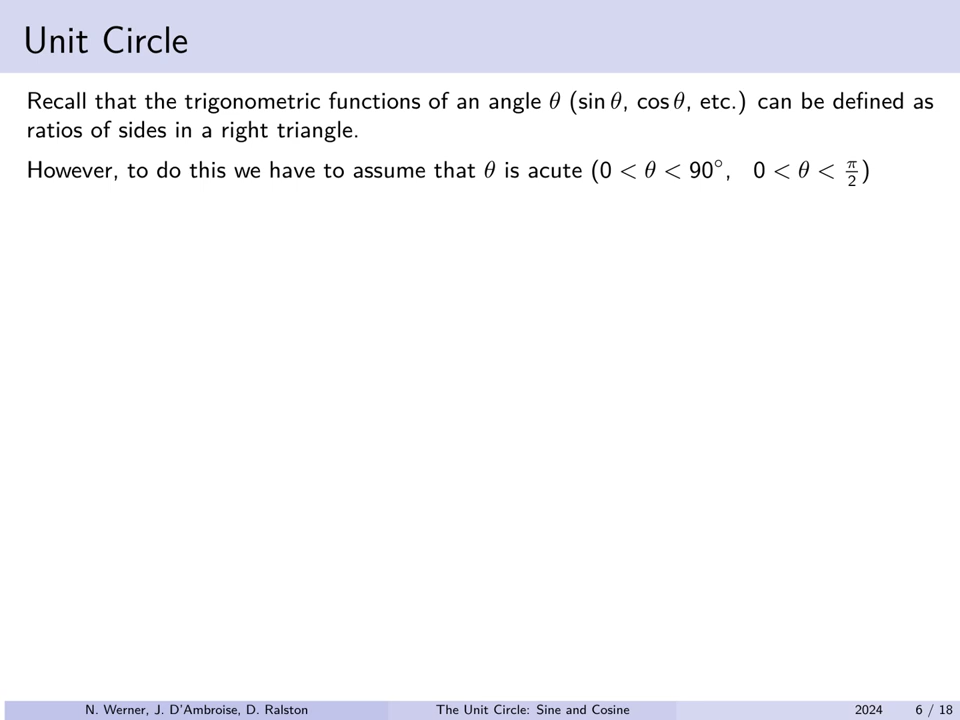 Unit Circle
Recall that the trigonometric functions of an angle θ (sin θ, cos θ, etc.) can be defined as
ratios of sides in a right triangle.
However, to do this we have to assume that θ is acute (0 < θ < 90°, 0 < θ < π/2)
N. Werner, J. D'Ambroise, D. Ralston The Unit Circle: Sine and Cosine 2024 6 / 18